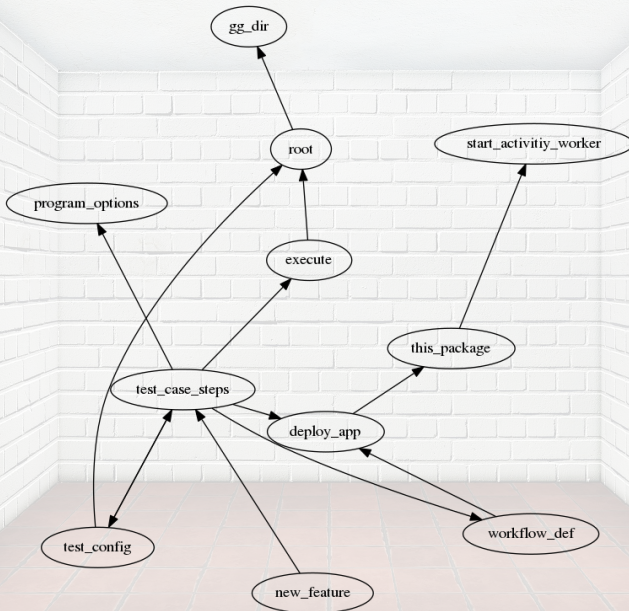 gg_dir
root
start_activitiy_worker
program_options
execute
this_package
test_case_steps
deploy_app
workflow_def
test_config
new_feature